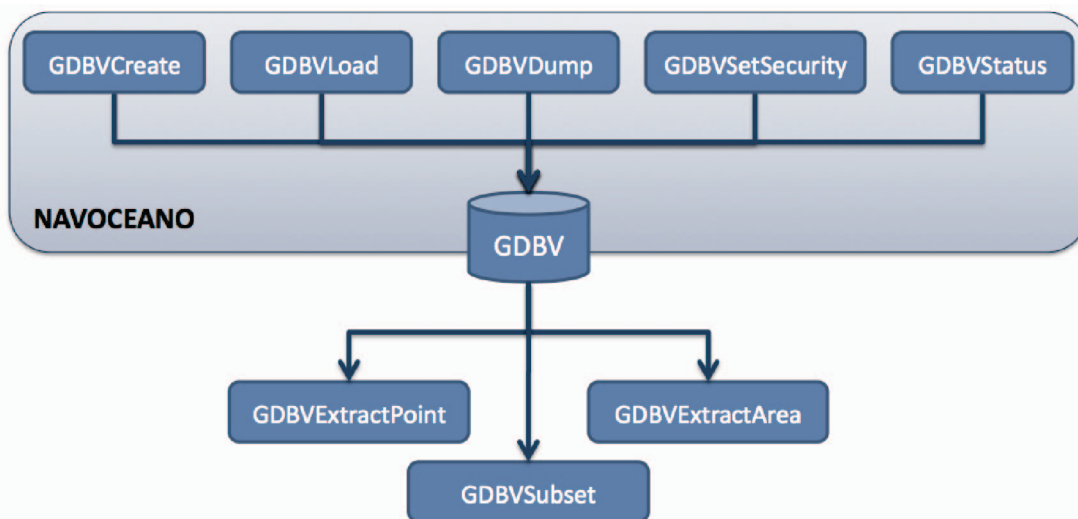 GDBVCreate
GDBVLoad
GDBVDump
GDBVSetSecurity
GDBVStatus
NAVOCEANO
GDBV
GDBVExtractPoint
GDBVExtractArea
GDBVSubset